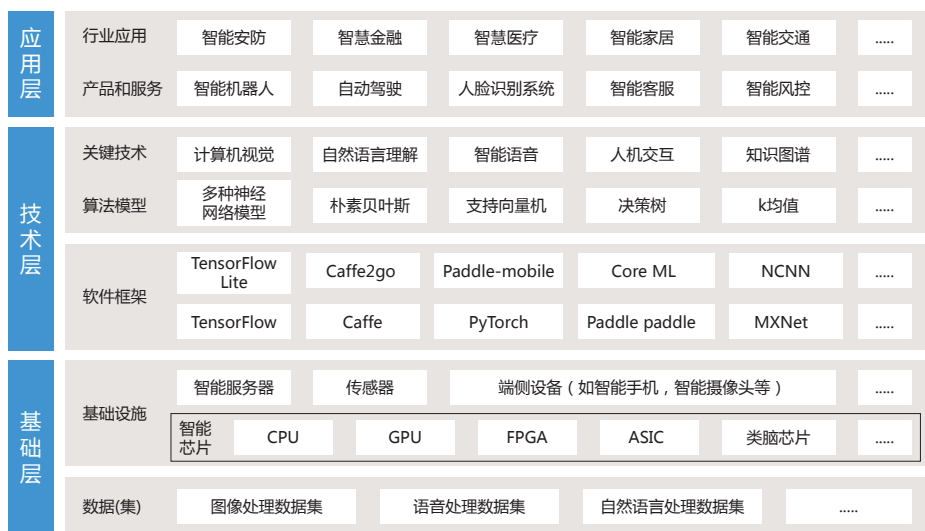 应用层
行业应用 智能安防 智慧金融 智慧医疗 智能家居 智能交通 .....
产品和服务 智能机器人 自动驾驶 人脸识别系统 智能客服 智能风控 .....
技术层
关键技术 计算机视觉 自然语言理解 智能语音 人机交互 知识图谱 .....
算法模型 多种神经
网络模型 朴素贝叶斯 支持向量机 决策树 k均值 .....
软件框架
TensorFlow
Lite Caffe2go Paddle-mobile Core ML NCNN .....
TensorFlow Caffe PyTorch Paddle paddle MXNet .....
基础层
基础设施
智能服务器 传感器 端侧设备（如智能手机，智能摄像头等） .....
智能
芯片 CPU GPU FPGA ASIC 类脑芯片 .....
数据(集) 图像处理数据集 语音处理数据集 自然语言处理数据集 .....